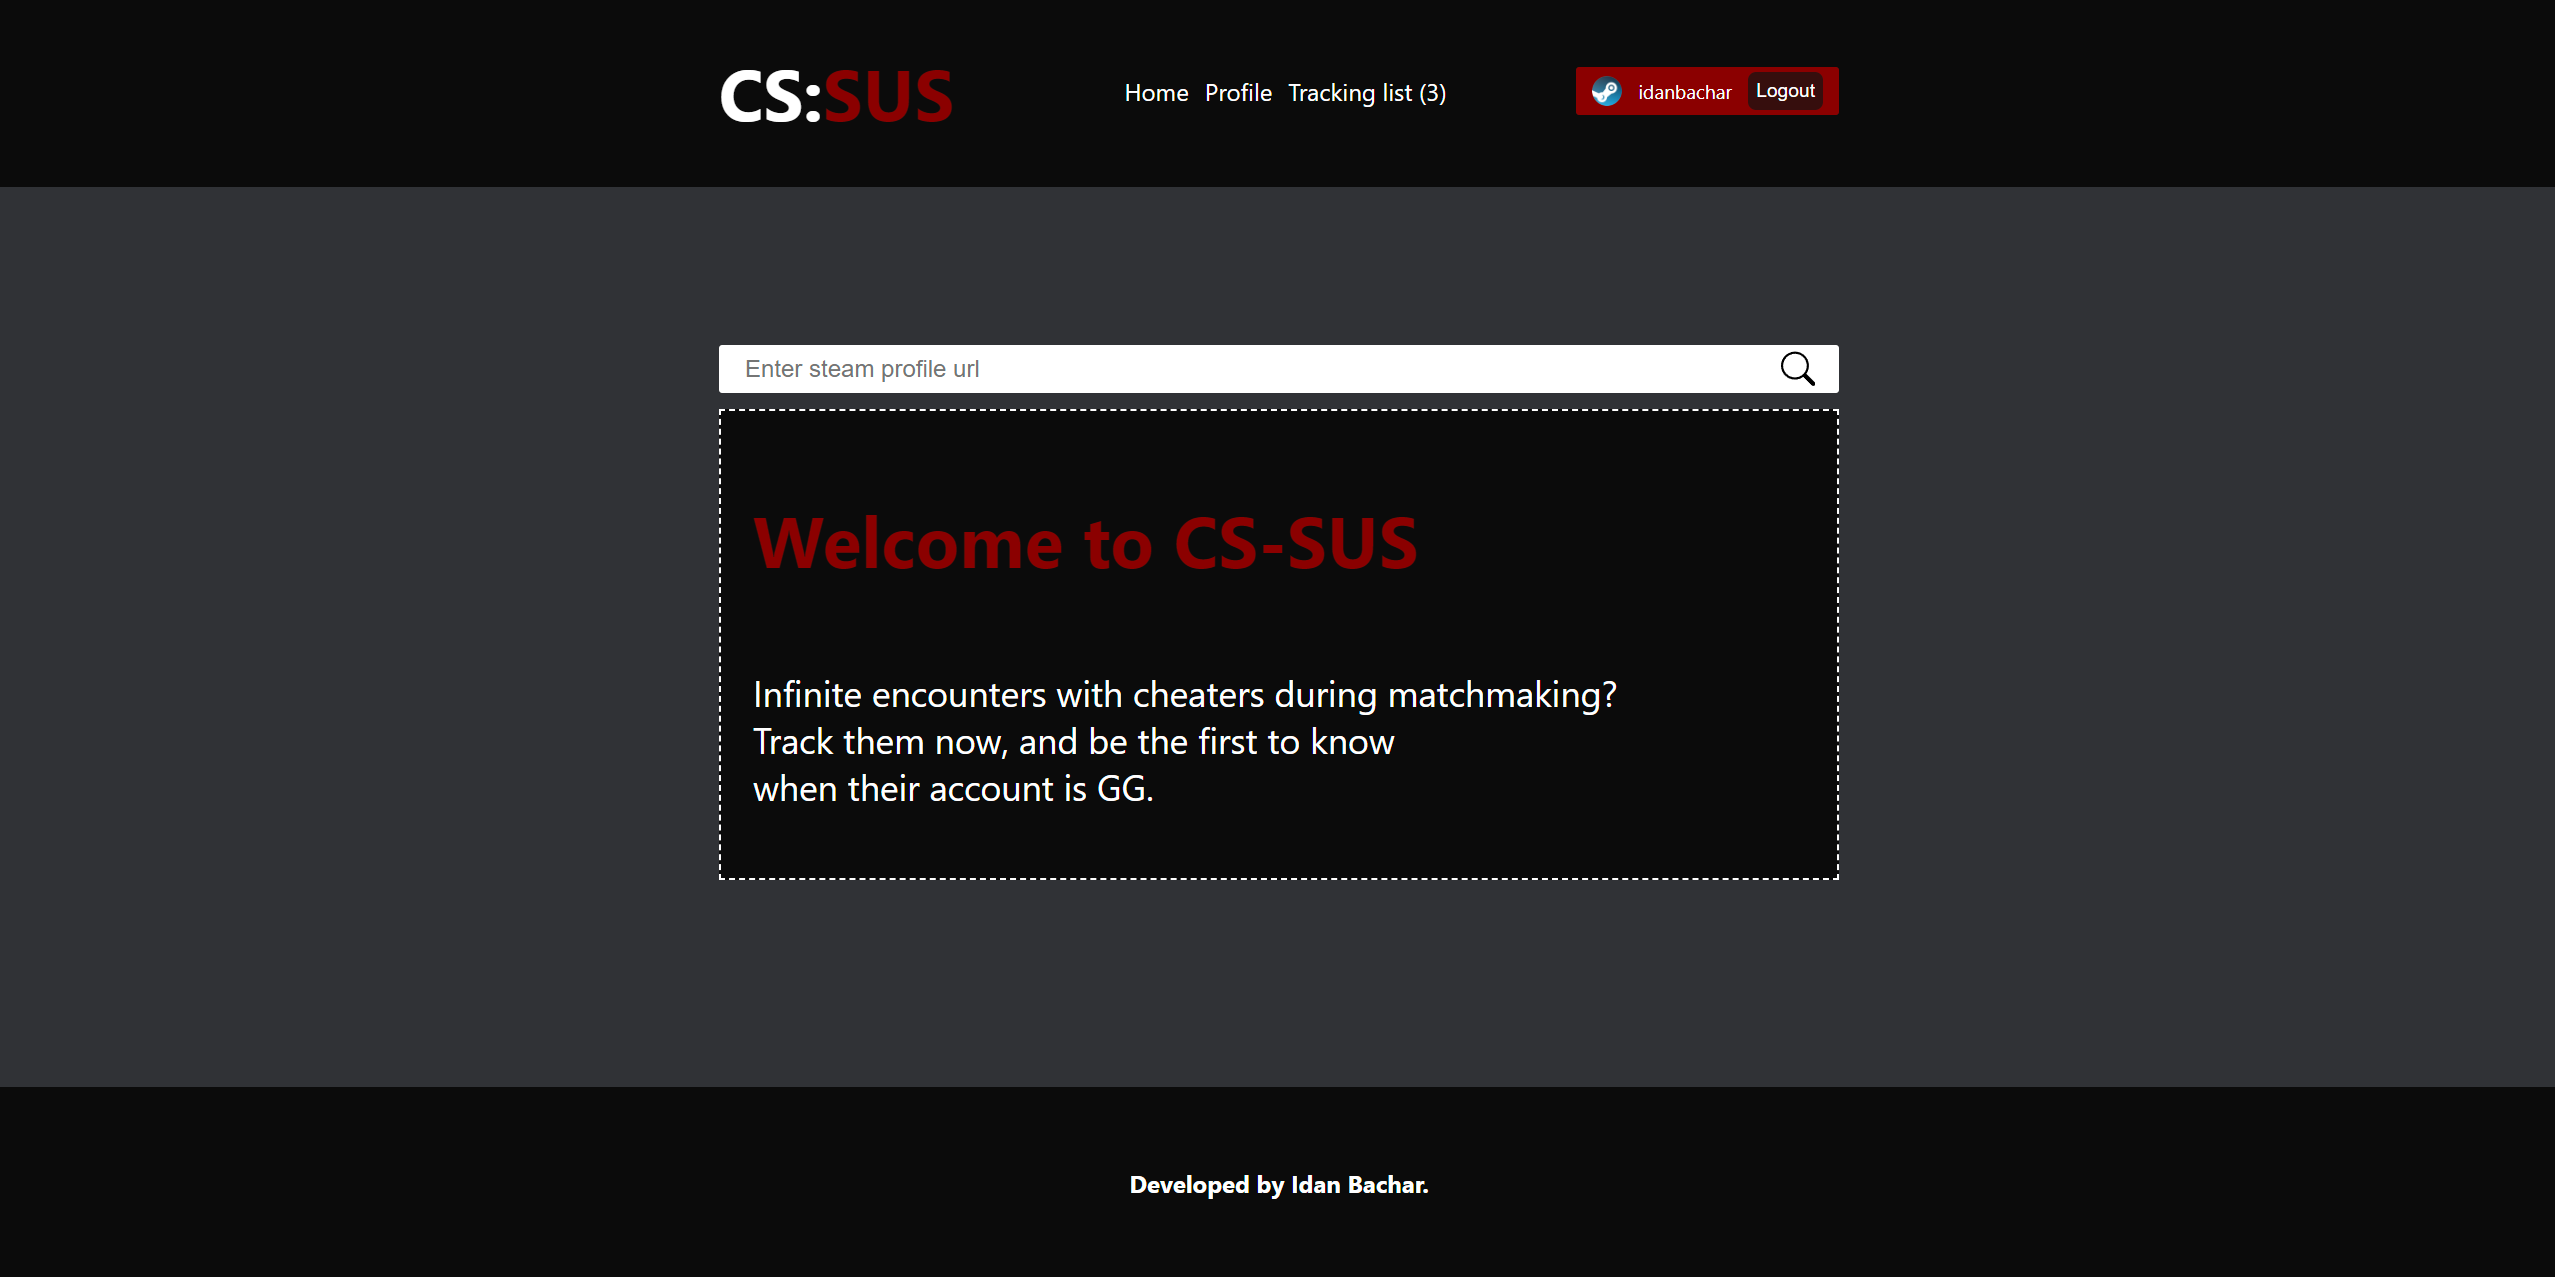 CS:SUS
Home Profile Tracking list (3)
idanbachar Logout
Enter steam profile url
Welcome to CS-SUS
Infinite encounters with cheaters during matchmaking?
Track them now, and be the first to know
when their account is GG.
Developed by Idan Bachar.